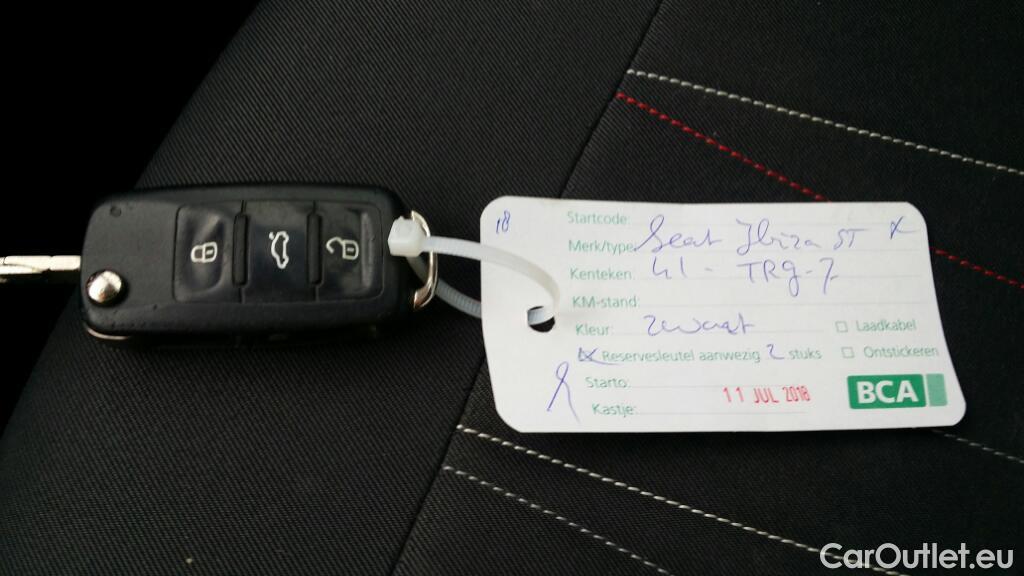 18
Startcode:
Merk/type: Seat Ibiza ST X
Kenteken: 41 - TRG-7
KM-stand:
Kleur: zwart
Laadkabel
Reservesleutel aanwezig 2 stuks
Ontstickeren
Starto:
Kastje:
11 JUL 2018
BCA
CarOutlet.eu